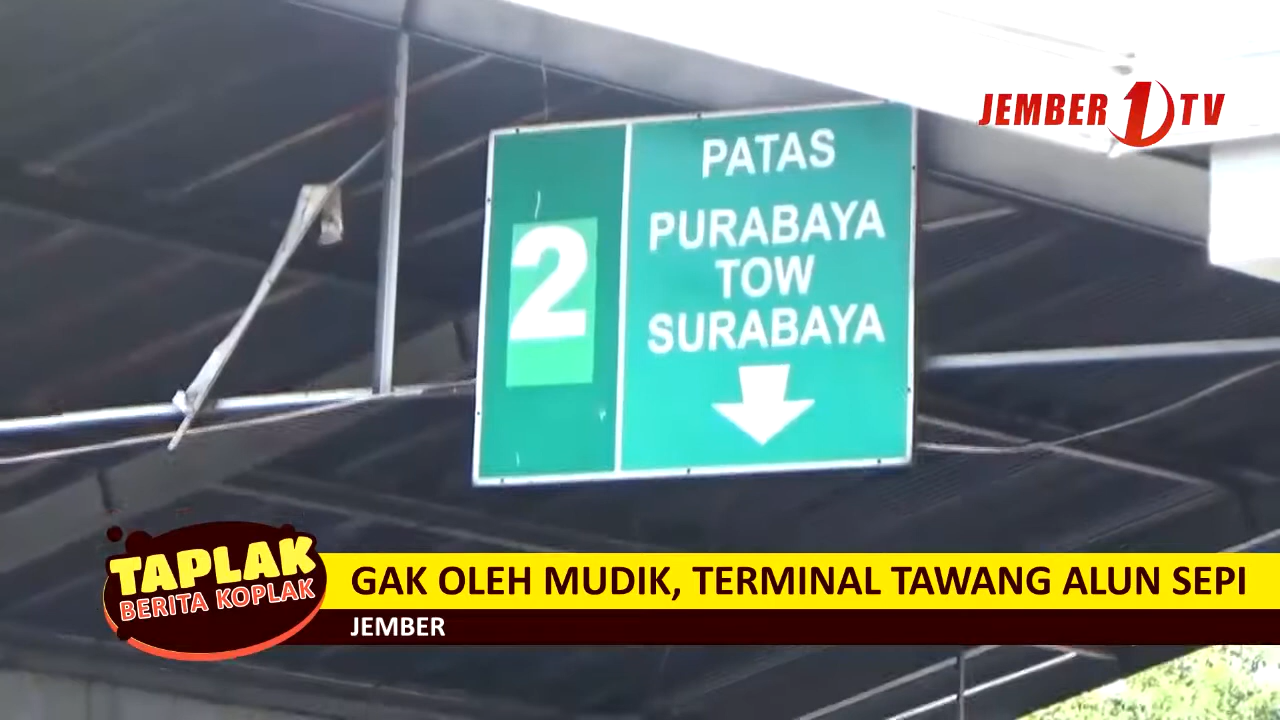 JEMBER 1 TV
PATAS
2
PURABAYA
TOW
SURABAYA
TAPLAK
BERITA KOPLAK
GAK OLEH MUDIK, TERMINAL TAWANG ALUN SEPI
JEMBER